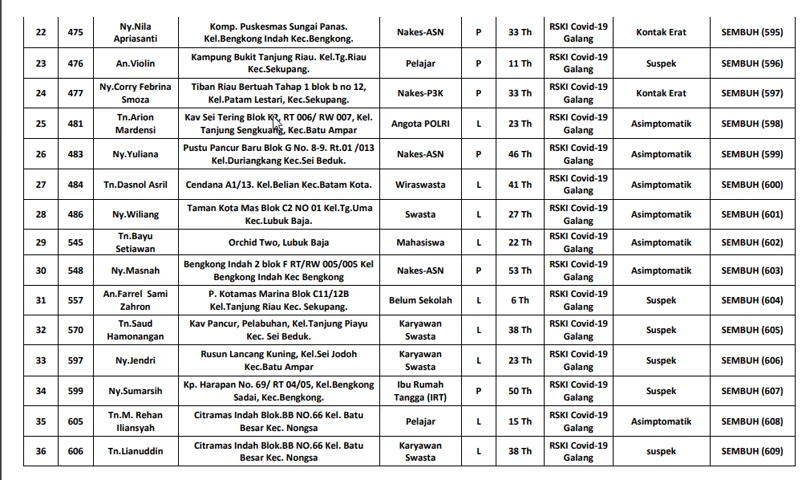 22 475 Ny.Nila Apriasanti Komp. Puskesmas Sungai Panas. Kel.Bengkong Indah Kec.Bengkong. Nakes-ASN P 33 Th RSKI Covid-19 Galang Kontak Erat SEMBUH (595)
23 476 An.Violin Kampung Bukit Tanjung Riau. Kel.Tg.Riau Kec.Sekupang. Pelajar P 11 Th RSKI Covid-19 Galang Suspek SEMBUH (596)
24 477 Ny.Corry Febrina Smoza Tiban Riau Bertuah Tahap 1 blok b no 12, Kel.Patam Lestari, Kec.Sekupang. Nakes-P3K P 33 Th RSKI Covid-19 Galang Kontak Erat SEMBUH (597)
25 481 Tn.Arion Mardensi Kav Sei Tering Blok RT 006/ RW 007, Kel. Tanjung Sengkuang, Kec.Batu Ampar Angota POLRI L 23 Th RSKI Covid-19 Galang Asimptomatik SEMBUH (598)
26 483 Ny.Yuliana Pustu Pancur Baru Blok G No. 8-9. Rt.01 /013 Kel.Duriangkang Kec.Sei Beduk. Nakes-ASN P 46 Th RSKI Covid-19 Galang Asimptomatik SEMBUH (599)
27 484 Tn.Dasnol Asril Cendana A1/13. Kel.Belian Kec.Batam Kota. Wiraswasta L 41 Th RSKI Covid-19 Galang Asimptomatik SEMBUH (600)
28 486 Ny.Wiliang Taman Kota Mas Blok C2 NO 01 Kel.Tg.Uma Kec.Lubuk Baja. Swasta L 27 Th RSKI Covid-19 Galang Asimptomatik SEMBUH (601)
29 545 Tn.Bayu Setiawan Orchid Two, Lubuk Baja Mahasiswa L 22 Th RSKI Covid-19 Galang Asimptomatik SEMBUH (602)
30 548 Ny.Masnah Bengkong Indah 2 blok F RT/RW 005/005 Kel Bengkong Indah Kec Bengkong Nakes-ASN P 53 Th RSKI Covid-19 Galang Asimptomatik SEMBUH (603)
31 557 An.Farrel Sami Zahron P. Kotamas Marina Blok C11/12B Kel.Tanjung Riau Kec. Sekupang. Belum Sekolah L 6 Th RSKI Covid-19 Galang Suspek SEMBUH (604)
32 570 Tn.Saud Hamonangan Kav Pancur, Pelabuhan, Kel.Tanjung Piayu Kec. Sei Beduk. Karyawan Swasta L 38 Th RSKI Covid-19 Galang Suspek SEMBUH (605)
33 597 Ny.Jendri Rusun Lancang Kuning, Kel.Sei Jodoh Kec.Batu Ampar Karyawan Swasta L 23 Th RSKI Covid-19 Galang Suspek SEMBUH (606)
34 599 Ny.Sumarsih Kp. Harapan No. 69/ RT 04/05, Kel.Bengkong Sadai, Kec.Bengkong. Ibu Rumah Tangga (IRT) P 50 Th RSKI Covid-19 Galang Suspek SEMBUH (607)
35 605 Tn.M. Rehan Iliansyah Citramas Indah Blok.BB NO.66 Kel. Batu Besar Kec. Nongsa Pelajar L 15 Th RSKI Covid-19 Galang Asimptomatik SEMBUH (608)
36 606 Tn.Lianuddin Citramas Indah Blok.BB NO.66 Kel. Batu Besar Kec. Nongsa Karyawan Swasta L 38 Th RSKI Covid-19 Galang suspek SEMBUH (609)